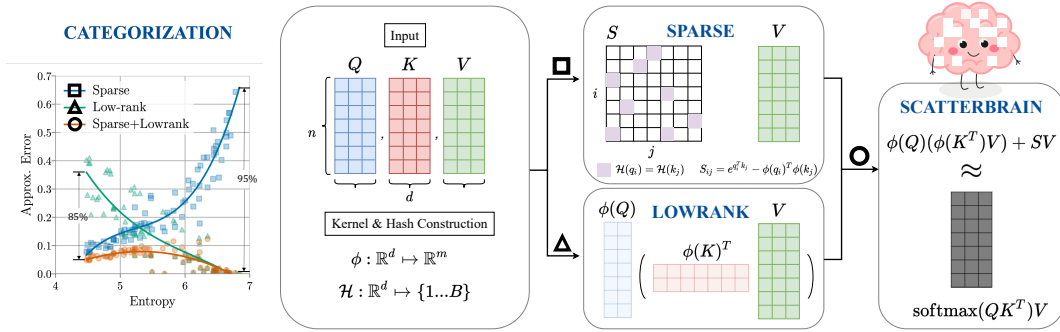 CATEGORIZATION
0.7
0.6
0.5
0.4
0.3
0.2
0.1
0.0
Approx. Error
Sparse
Low-rank
Sparse+Lowrank
85%
95%
4
5
6
7
Entropy
Input
Q K V
n
, ,
d
Kernel & Hash Construction
ϕ : ℝ^d ↦ ℝ^m
ℋ : ℝ^d ↦ {1...B}
S SPARSE V
i
j
ℋ(q_i) = ℋ(k_j) S_ij = e^{q_i^T k_j} − ϕ(q_i)^T ϕ(k_j)
ϕ(Q) LOWRANK V
ϕ(K)^T
( )
SCATTERBRAIN
ϕ(Q)(ϕ(K^T)V) + SV
≈
softmax(QK^T)V